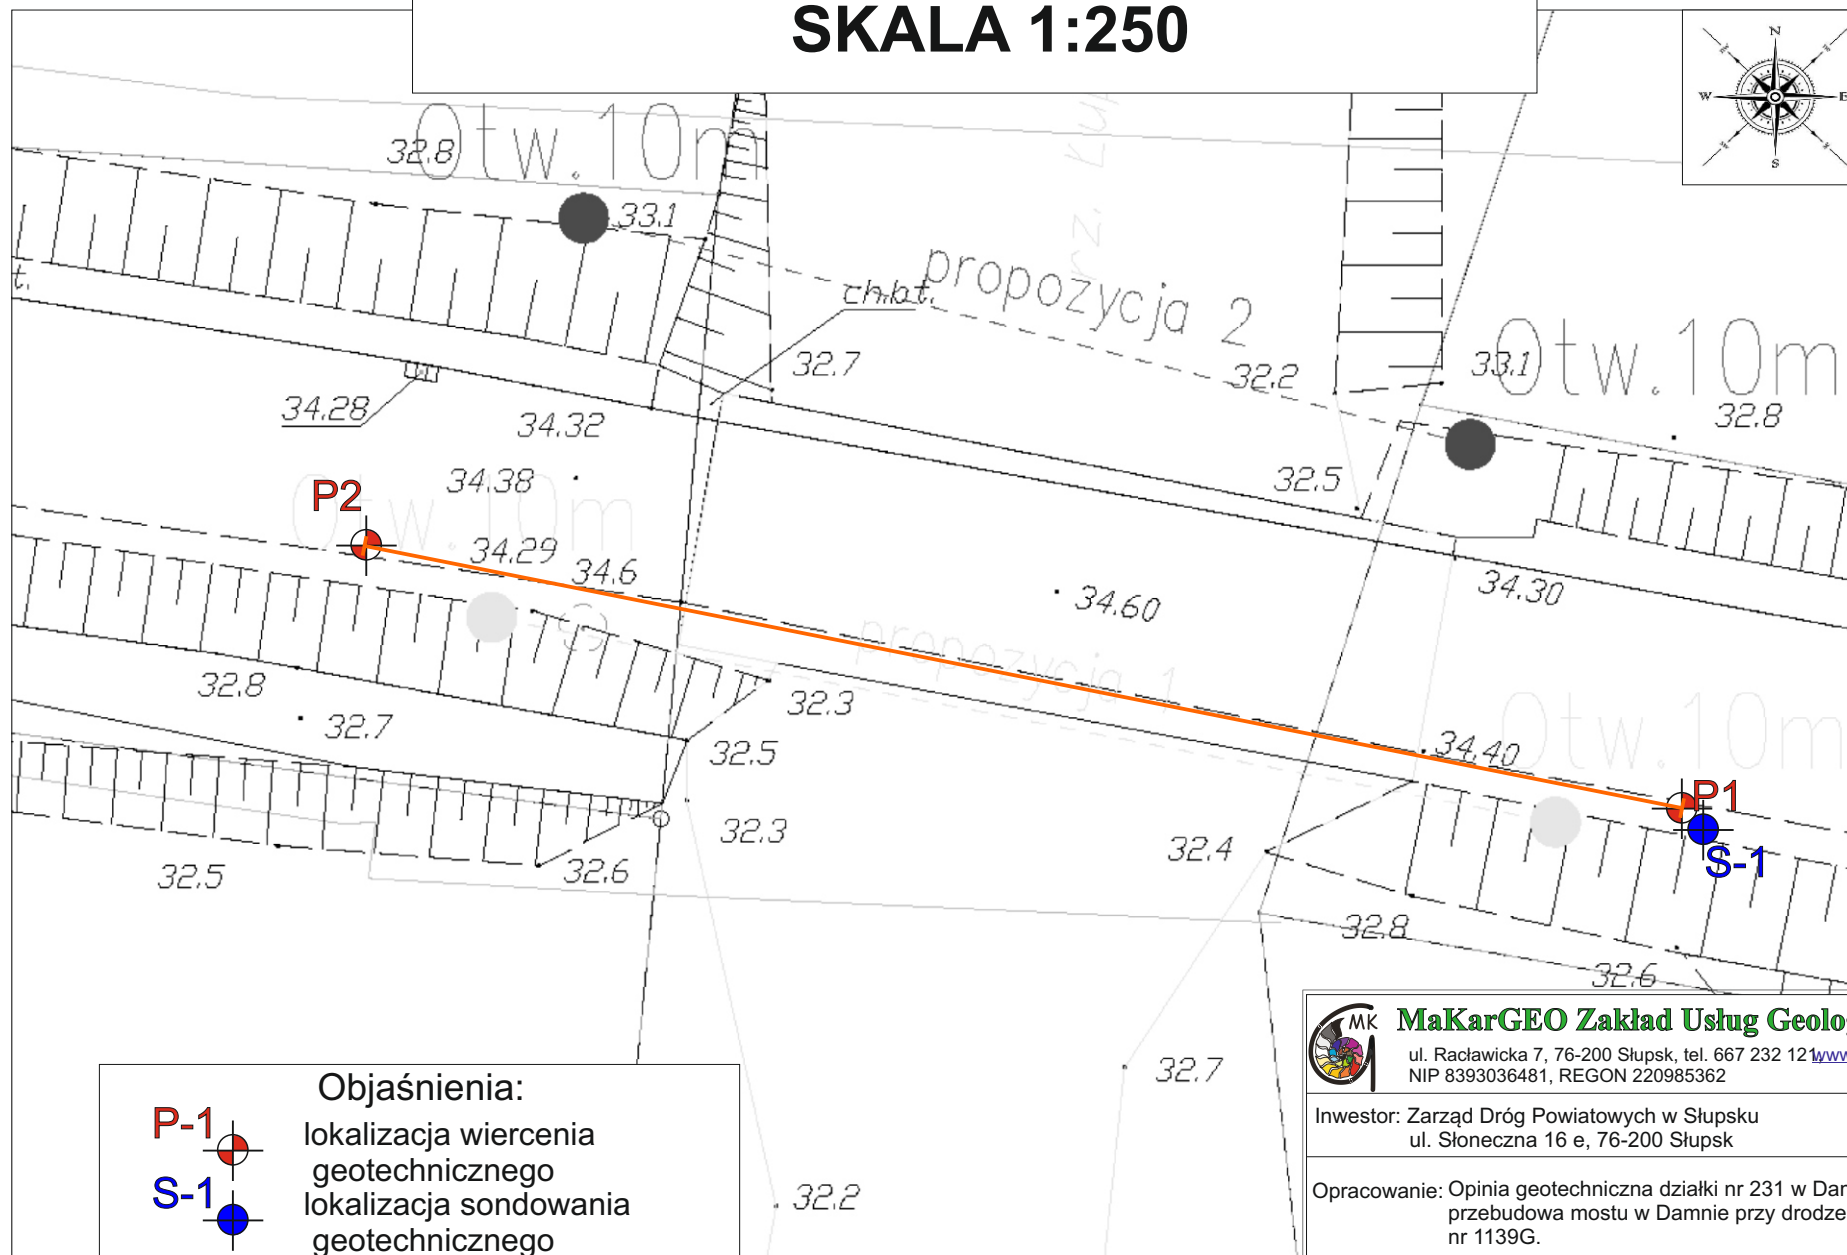 SKALA 1:250
N
W
E
S
Otw.10m
32.8
33.1
rz.
propozycja 2
ch.bt.
t.
32.7
32.2
33.1
Otw.10m
32.8
34.28
34.32
34.38
32.5
P2
Otw.10m
34.29
34.6
34.60
34.30
propozycja 1
32.8
32.7
32.3
32.5
34.40
Otw.10m
P1
S-1
32.3
32.4
32.5
32.6
32.8
32.6
32.7
32.2
Objaśnienia:
P-1
lokalizacja wiercenia
geotechnicznego
S-1
lokalizacja sondowania
geotechnicznego
MK
MaKarGEO Zakład Usług Geolo
ul. Racławicka 7, 76-200 Słupsk, tel. 667 232 121, www
NIP 8393036481, REGON 220985362
Inwestor: Zarząd Dróg Powiatowych w Słupsku
ul. Słoneczna 16 e, 76-200 Słupsk
Opracowanie: Opinia geotechniczna działki nr 231 w Dam
przebudowa mostu w Damnie przy drodze
nr 1139G.